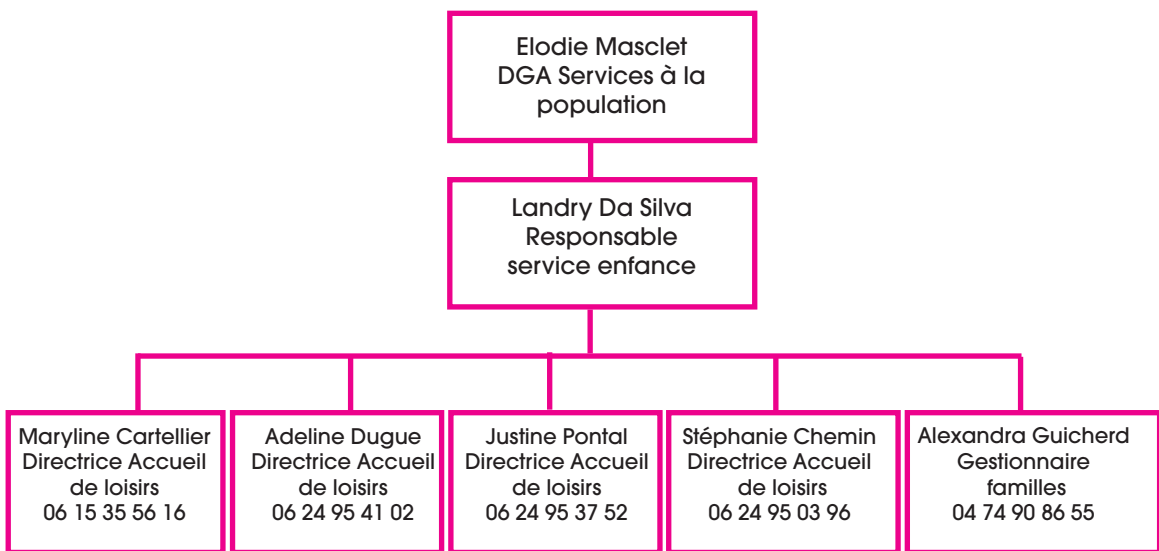 Elodie Masclet
DGA Services à la
population
Landry Da Silva
Responsable
service enfance
Maryline Cartellier
Directrice Accueil
de loisirs
06 15 35 56 16
Adeline Dugue
Directrice Accueil
de loisirs
06 24 95 41 02
Justine Pontal
Directrice Accueil
de loisirs
06 24 95 37 52
Stéphanie Chemin
Directrice Accueil
de loisirs
06 24 95 03 96
Alexandra Guicherd
Gestionnaire
familles
04 74 90 86 55